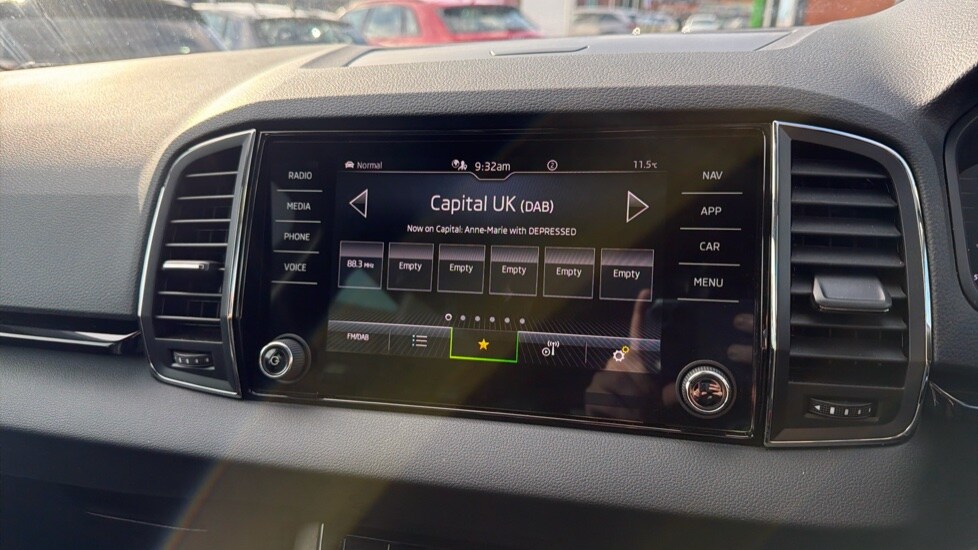 Normal 9:32am 2 11.5°C
RADIO
MEDIA
PHONE
VOICE
Capital UK (DAB)
Now on Capital: Anne-Marie with DEPRESSED
88.3 MHz Empty Empty Empty Empty Empty
FM/DAB
NAV
APP
CAR
MENU